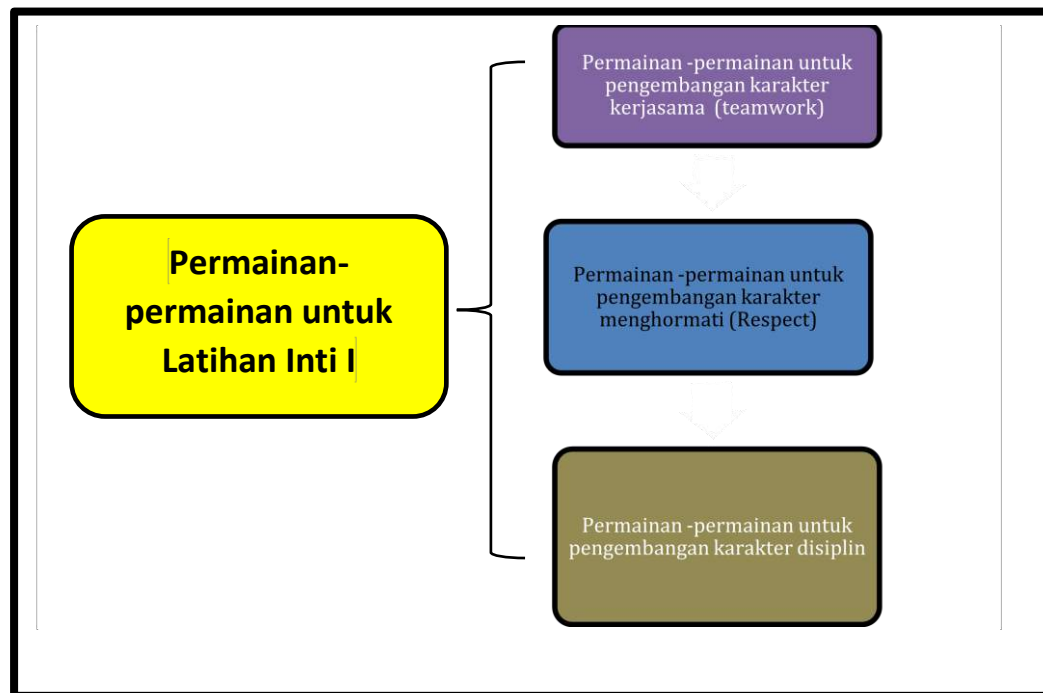 Permainan-
permainan untuk
Latihan Inti I
Permainan -permainan untuk
pengembangan karakter
kerjasama (teamwork)
Permainan -permainan untuk
pengembangan karakter
menghormati (Respect)
Permainan -permainan untuk
pengembangan karakter disiplin